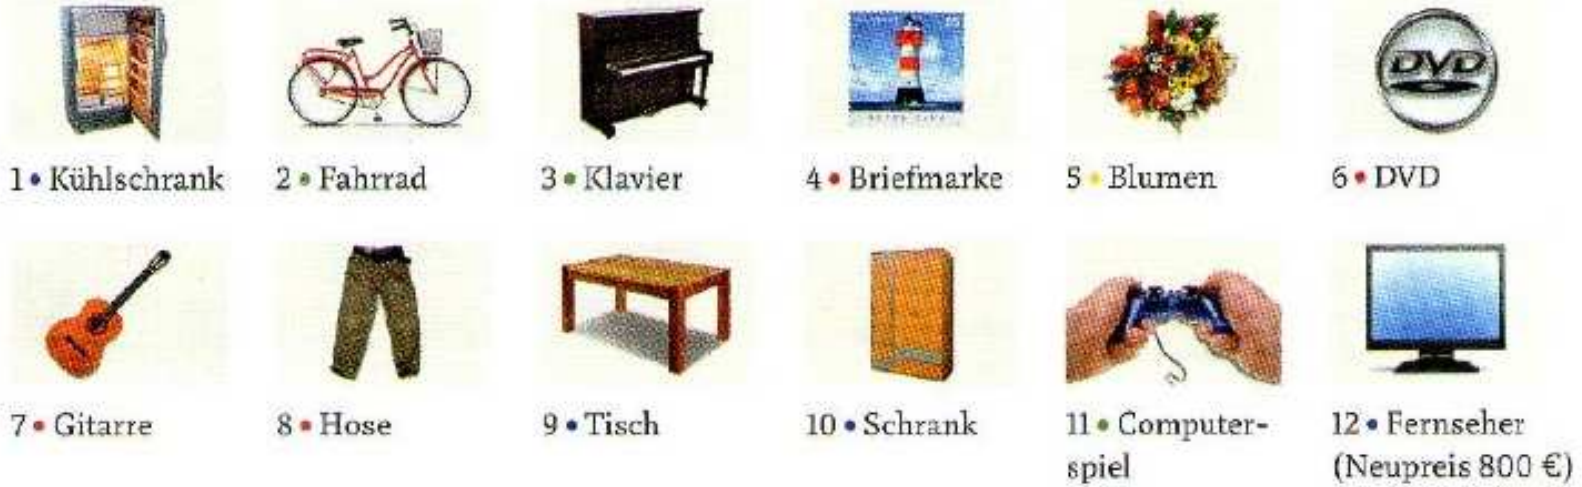 DVD
1 • Kühlschrank
2 • Fahrrad
3 • Klavier
4 • Briefmarke
5 • Blumen
6 • DVD
7 • Gitarre
8 • Hose
9 • Tisch
10 • Schrank
11 • Computer-
spiel
12 • Fernseher
(Neupreis 800 €)